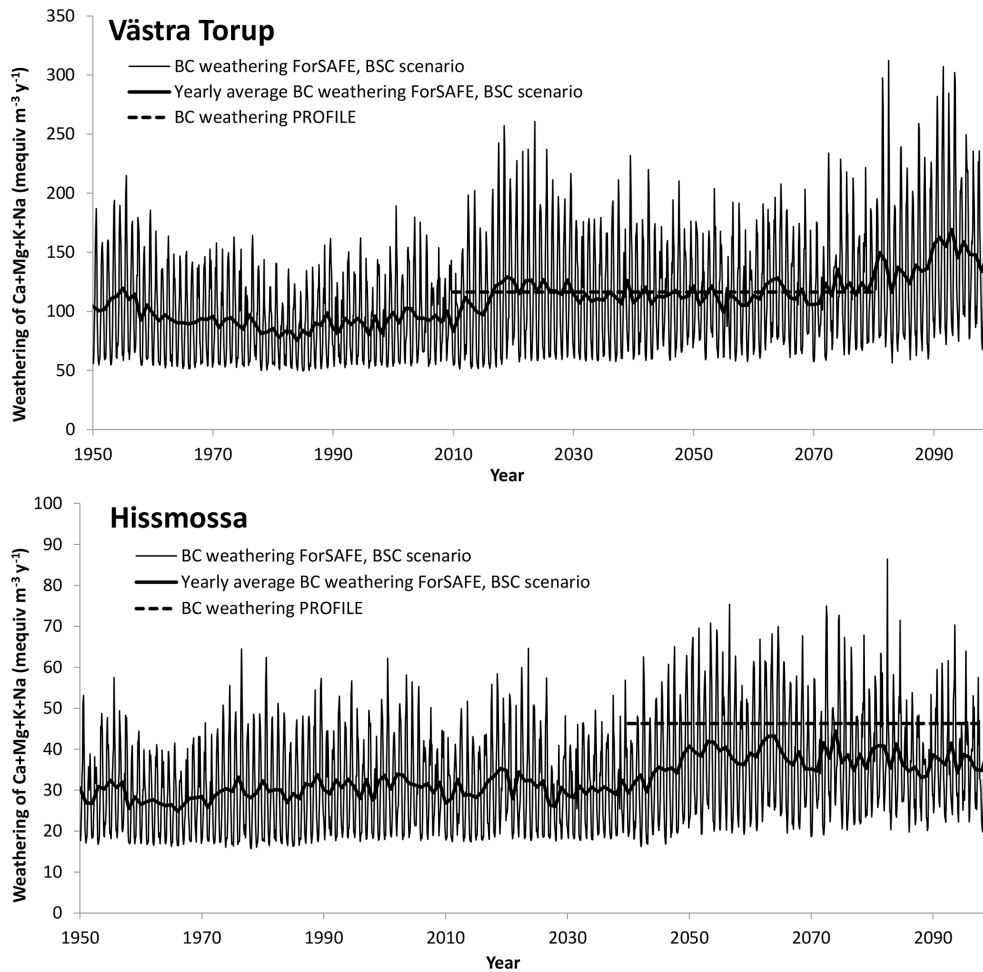 Västra Torup
BC weathering ForSAFE, BSC scenario
Yearly average BC weathering ForSAFE, BSC scenario
BC weathering PROFILE
Weathering of Ca+Mg+K+Na (mequiv m⁻³ y⁻¹)
350
300
250
200
150
100
50
0
1950 1970 1990 2010 2030 2050 2070 2090
Year
Hissmossa
BC weathering ForSAFE, BSC scenario
Yearly average BC weathering ForSAFE, BSC scenario
BC weathering PROFILE
Weathering of Ca+Mg+K+Na (mequiv m⁻³ y⁻¹)
100
90
80
70
60
50
40
30
20
10
0
1950 1970 1990 2010 2030 2050 2070 2090
Year